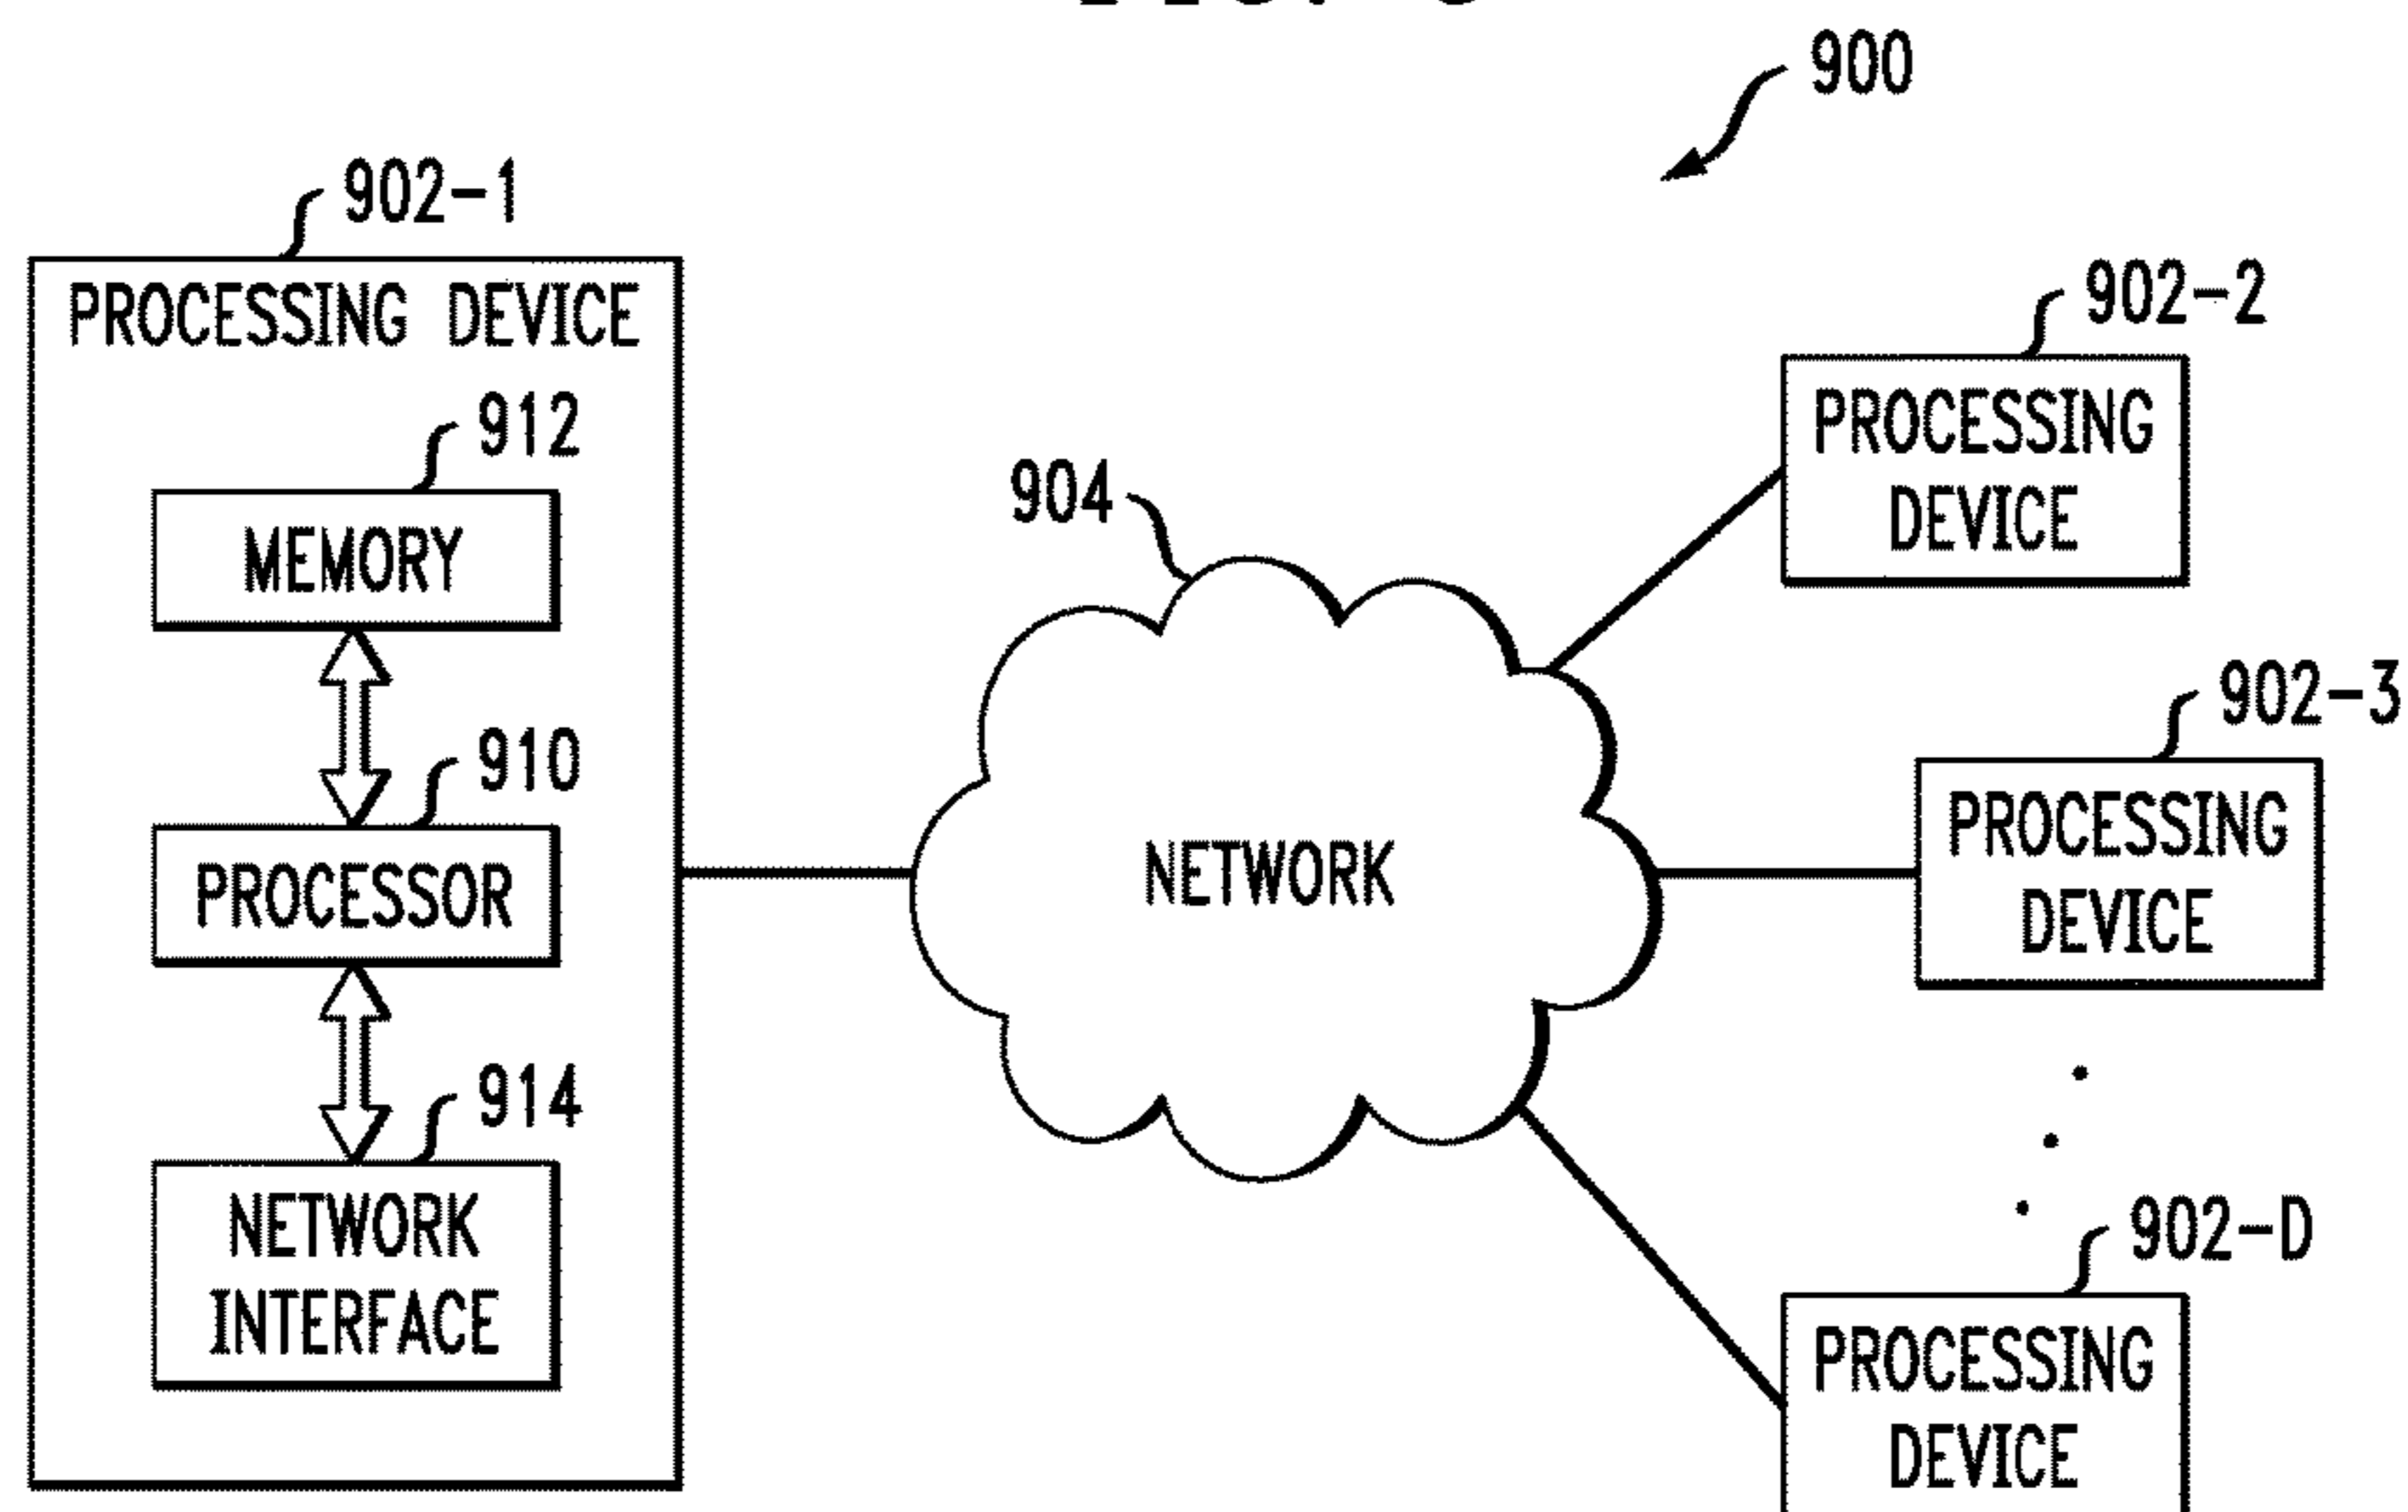 900
902-1
PROCESSING DEVICE
912
MEMORY
910
PROCESSOR
914
NETWORK
INTERFACE
904
NETWORK
902-2
PROCESSING
DEVICE
902-3
PROCESSING
DEVICE
902-D
PROCESSING
DEVICE